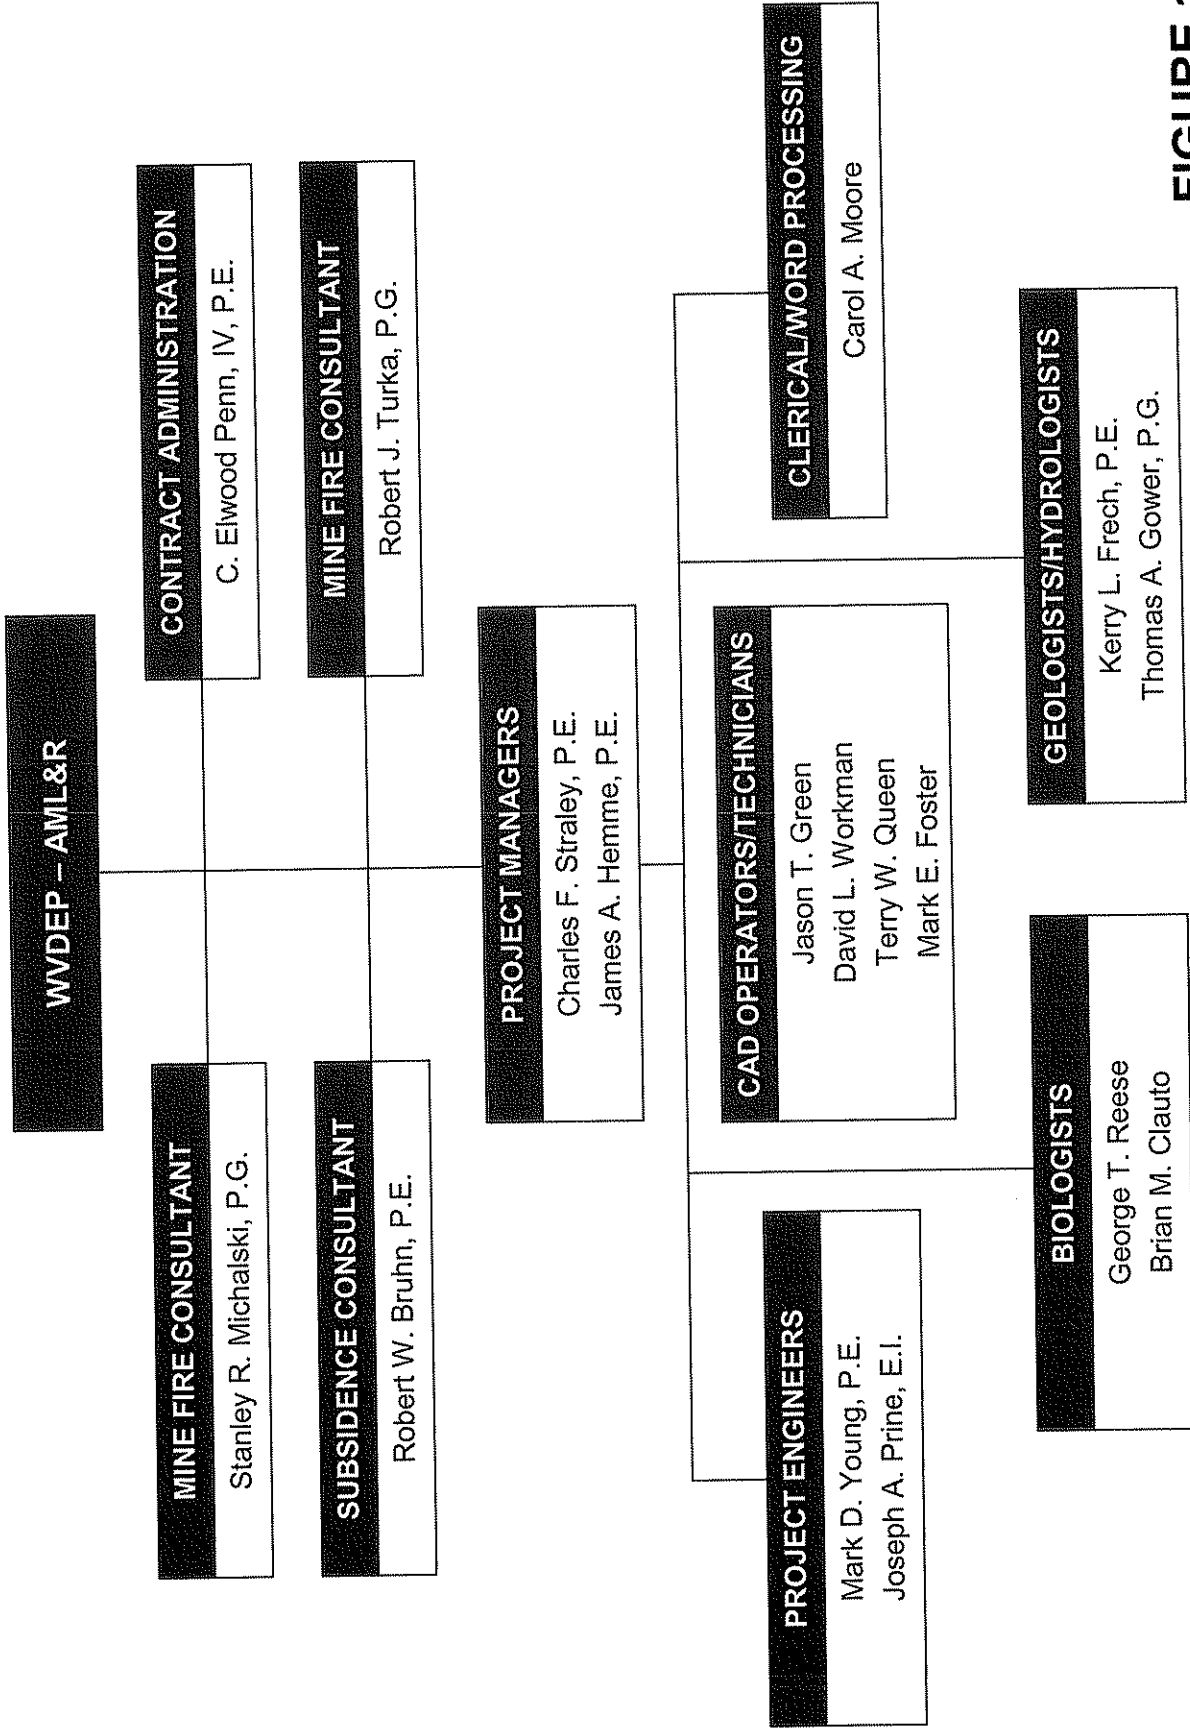 WVDEP – AML&R
MINE FIRE CONSULTANT
Stanley R. Michalski, P.G.
CONTRACT ADMINISTRATION
C. Elwood Penn, IV, P.E.
SUBSIDENCE CONSULTANT
Robert W. Bruhn, P.E.
MINE FIRE CONSULTANT
Robert J. Turka, P.G.
PROJECT MANAGERS
Charles F. Straley, P.E.
James A. Hemme, P.E.
PROJECT ENGINEERS
Mark D. Young, P.E.
Joseph A. Prine, E.I.
CAD OPERATORS/TECHNICIANS
Jason T. Green
David L. Workman
Terry W. Queen
Mark E. Foster
CLERICAL/WORD PROCESSING
Carol A. Moore
BIOLOGISTS
George T. Reese
Brian M. Clauto
GEOLOGISTS/HYDROLOGISTS
Kerry L. Frech, P.E.
Thomas A. Gower, P.G.
FIGURE